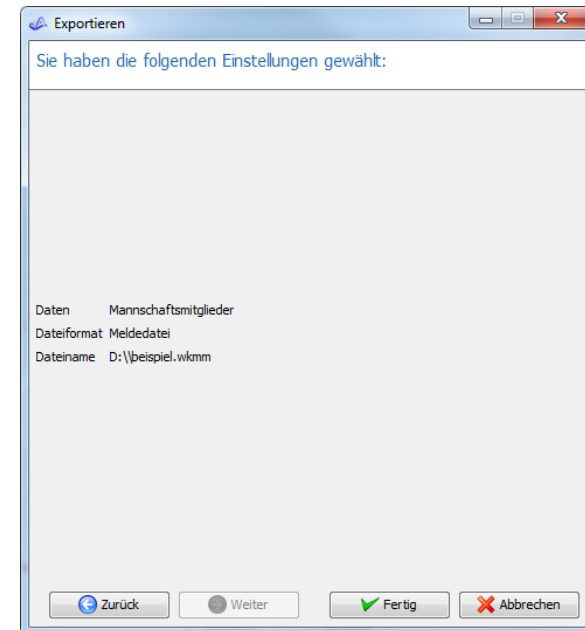 Exportieren
Sie haben die folgenden Einstellungen gewählt:
Daten Mannschaftsmitglieder
Dateiformat Meldedatei
Dateiname D:\\beispiel.wkmm
Zurück Weiter Fertig Abbrechen